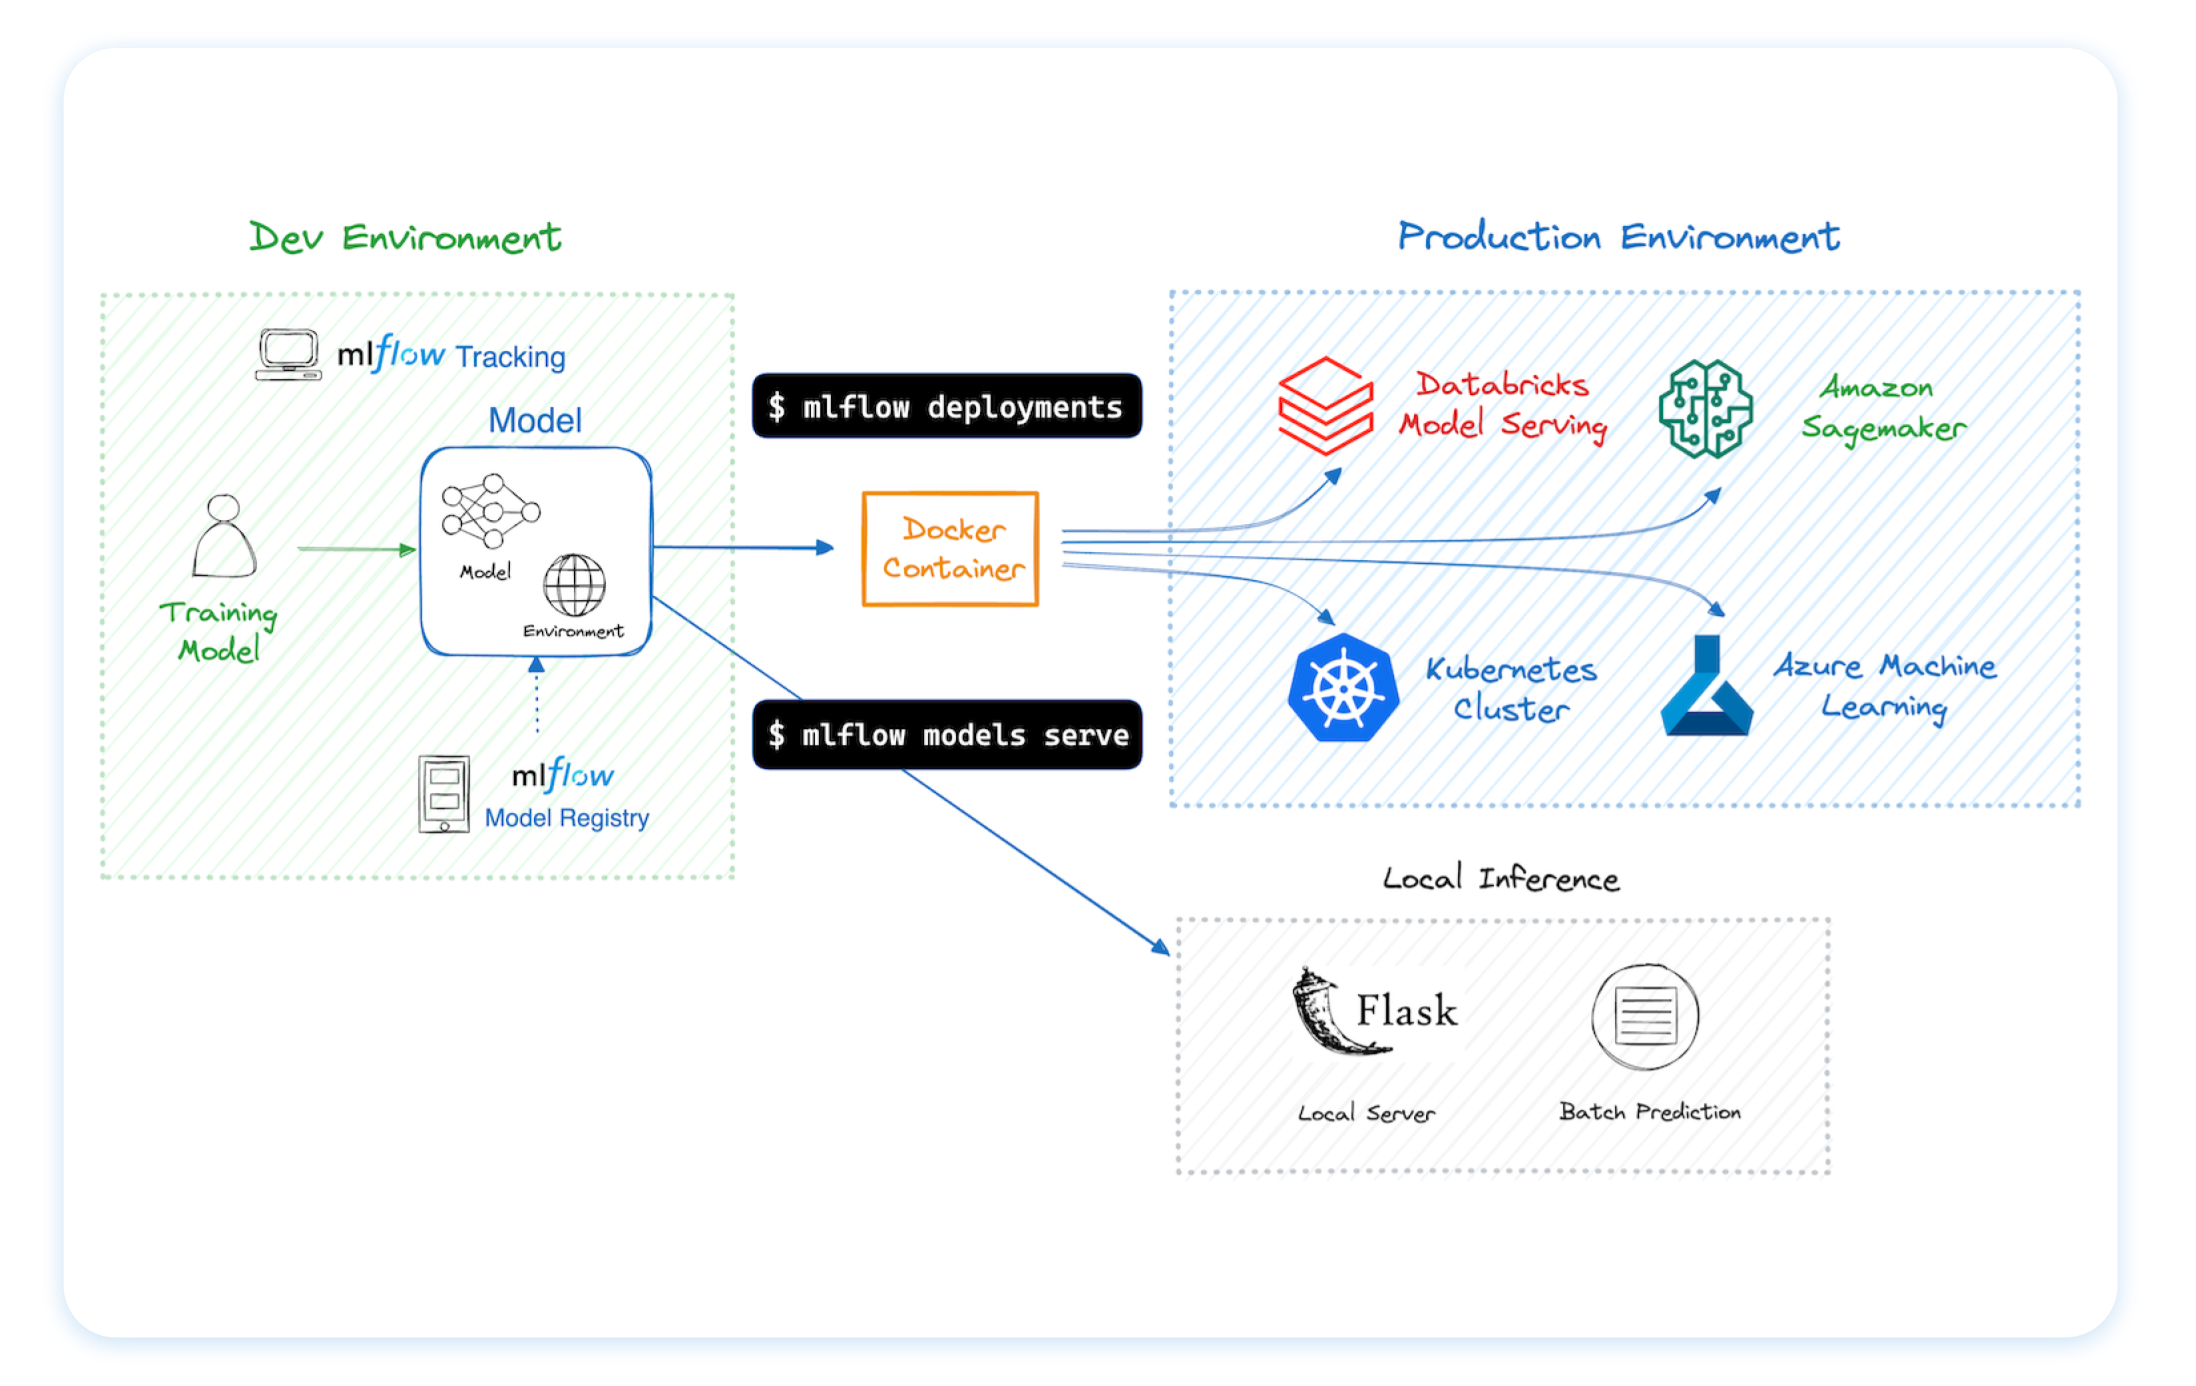 Dev Environment
Production Environment
mlflow Tracking
Model
Model
Environment
Training
Model
mlflow
Model Registry
$ mlflow deployments
Docker
Container
$ mlflow models serve
Databricks
Model Serving
Amazon
Sagemaker
Kubernetes
Cluster
Azure Machine
Learning
Local Inference
Flask
Local Server
Batch Prediction